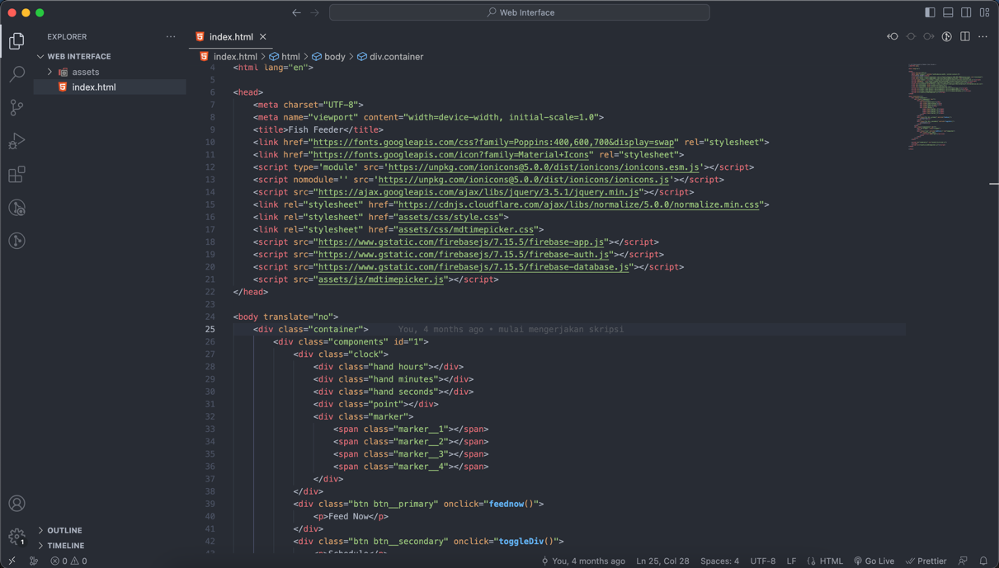 Web Interface
EXPLORER
WEB INTERFACE
assets
index.html
index.html
index.html > html > body > div.container
4 <html lang="en">
5
6 <head>
7 <meta charset="UTF-8">
8 <meta name="viewport" content="width=device-width, initial-scale=1.0">
9 <title>Fish Feeder</title>
10 <link href="https://fonts.googleapis.com/css?family=Poppins:400,600,700&display=swap" rel="stylesheet">
11 <link href="https://fonts.googleapis.com/icon?family=Material+Icons" rel="stylesheet">
12 <script type='module' src='https://unpkg.com/ionicons@5.0.0/dist/ionicons/ionicons.esm.js'></script>
13 <script nomodule='' src='https://unpkg.com/ionicons@5.0.0/dist/ionicons/ionicons.js'></script>
14 <script src="https://ajax.googleapis.com/ajax/libs/jquery/3.5.1/jquery.min.js"></script>
15 <link rel="stylesheet" href="https://cdnjs.cloudflare.com/ajax/libs/normalize/5.0.0/normalize.min.css">
16 <link rel="stylesheet" href="assets/css/style.css">
17 <link rel="stylesheet" href="assets/css/mdtimepicker.css">
18 <script src="https://www.gstatic.com/firebasejs/7.15.5/firebase-app.js"></script>
19 <script src="https://www.gstatic.com/firebasejs/7.15.5/firebase-auth.js"></script>
20 <script src="https://www.gstatic.com/firebasejs/7.15.5/firebase-database.js"></script>
21 <script src="assets/js/mdtimepicker.js"></script>
22 </head>
23
24 <body translate="no">
25 <div class="container"> You, 4 months ago • mulai mengerjakan skripsi
26 <div class="components" id="1">
27 <div class="clock">
28 <div class="hand hours"></div>
29 <div class="hand minutes"></div>
30 <div class="hand seconds"></div>
31 <div class="point"></div>
32 <div class="marker">
33 <span class="marker__1"></span>
34 <span class="marker__2"></span>
35 <span class="marker__3"></span>
36 <span class="marker__4"></span>
37 </div>
38 </div>
39 <div class="btn btn__primary" onclick="feednow()">
40 <p>Feed Now</p>
41 </div>
42 <div class="btn btn__secondary" onclick="toggleDiv()">
43 <p>Schedule</p>
OUTLINE
TIMELINE
1
0 0
You, 4 months ago Ln 25, Col 28 Spaces: 4 UTF-8 LF HTML Go Live Prettier